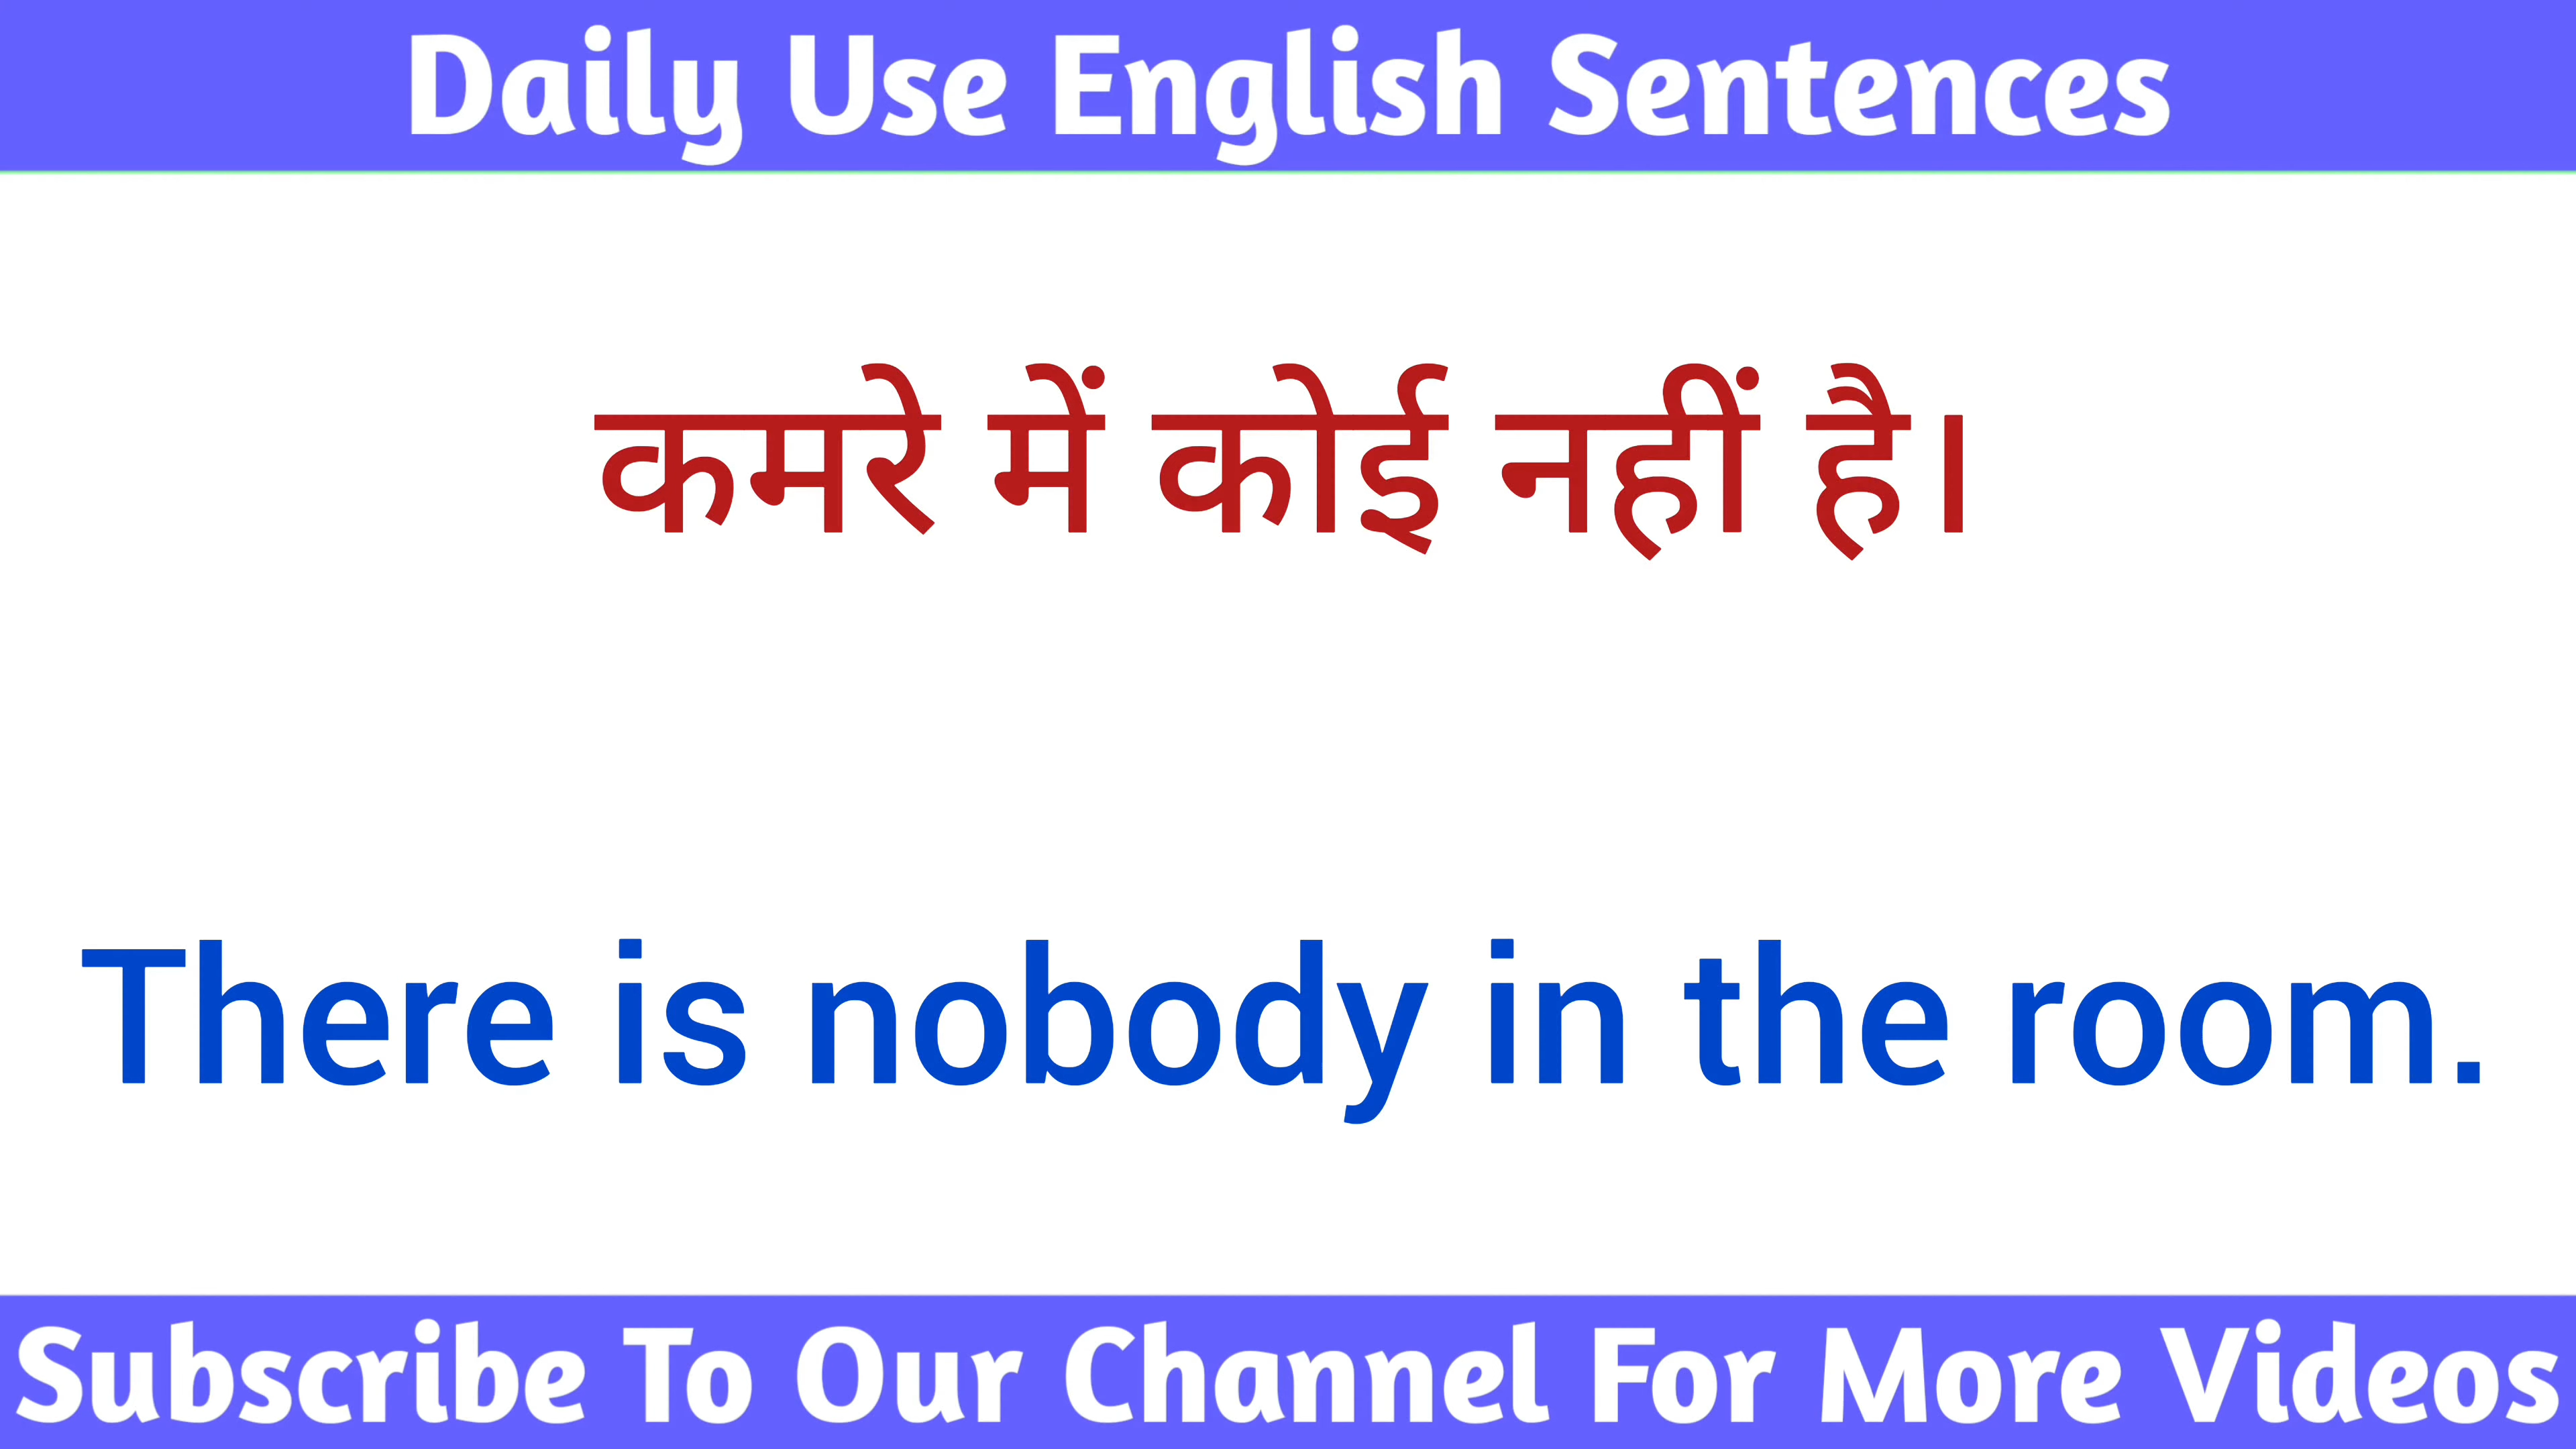 Daily Use English Sentences
कमरे में कोई नहीं है।
There is nobody in the room.
Subscribe To Our Channel For More Videos